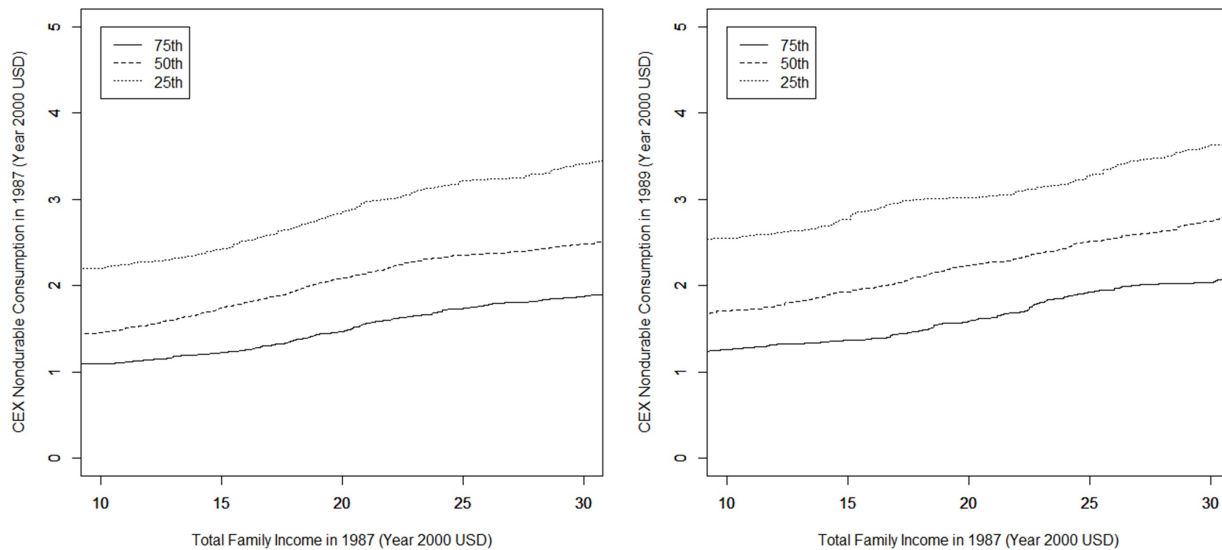 CEX Nondurable Consumption in 1987 (Year 2000 USD)
5
4
3
2
1
0
75th
50th
25th
10 15 20 25 30
Total Family Income in 1987 (Year 2000 USD)
CEX Nondurable Consumption in 1989 (Year 2000 USD)
5
4
3
2
1
0
75th
50th
25th
10 15 20 25 30
Total Family Income in 1987 (Year 2000 USD)